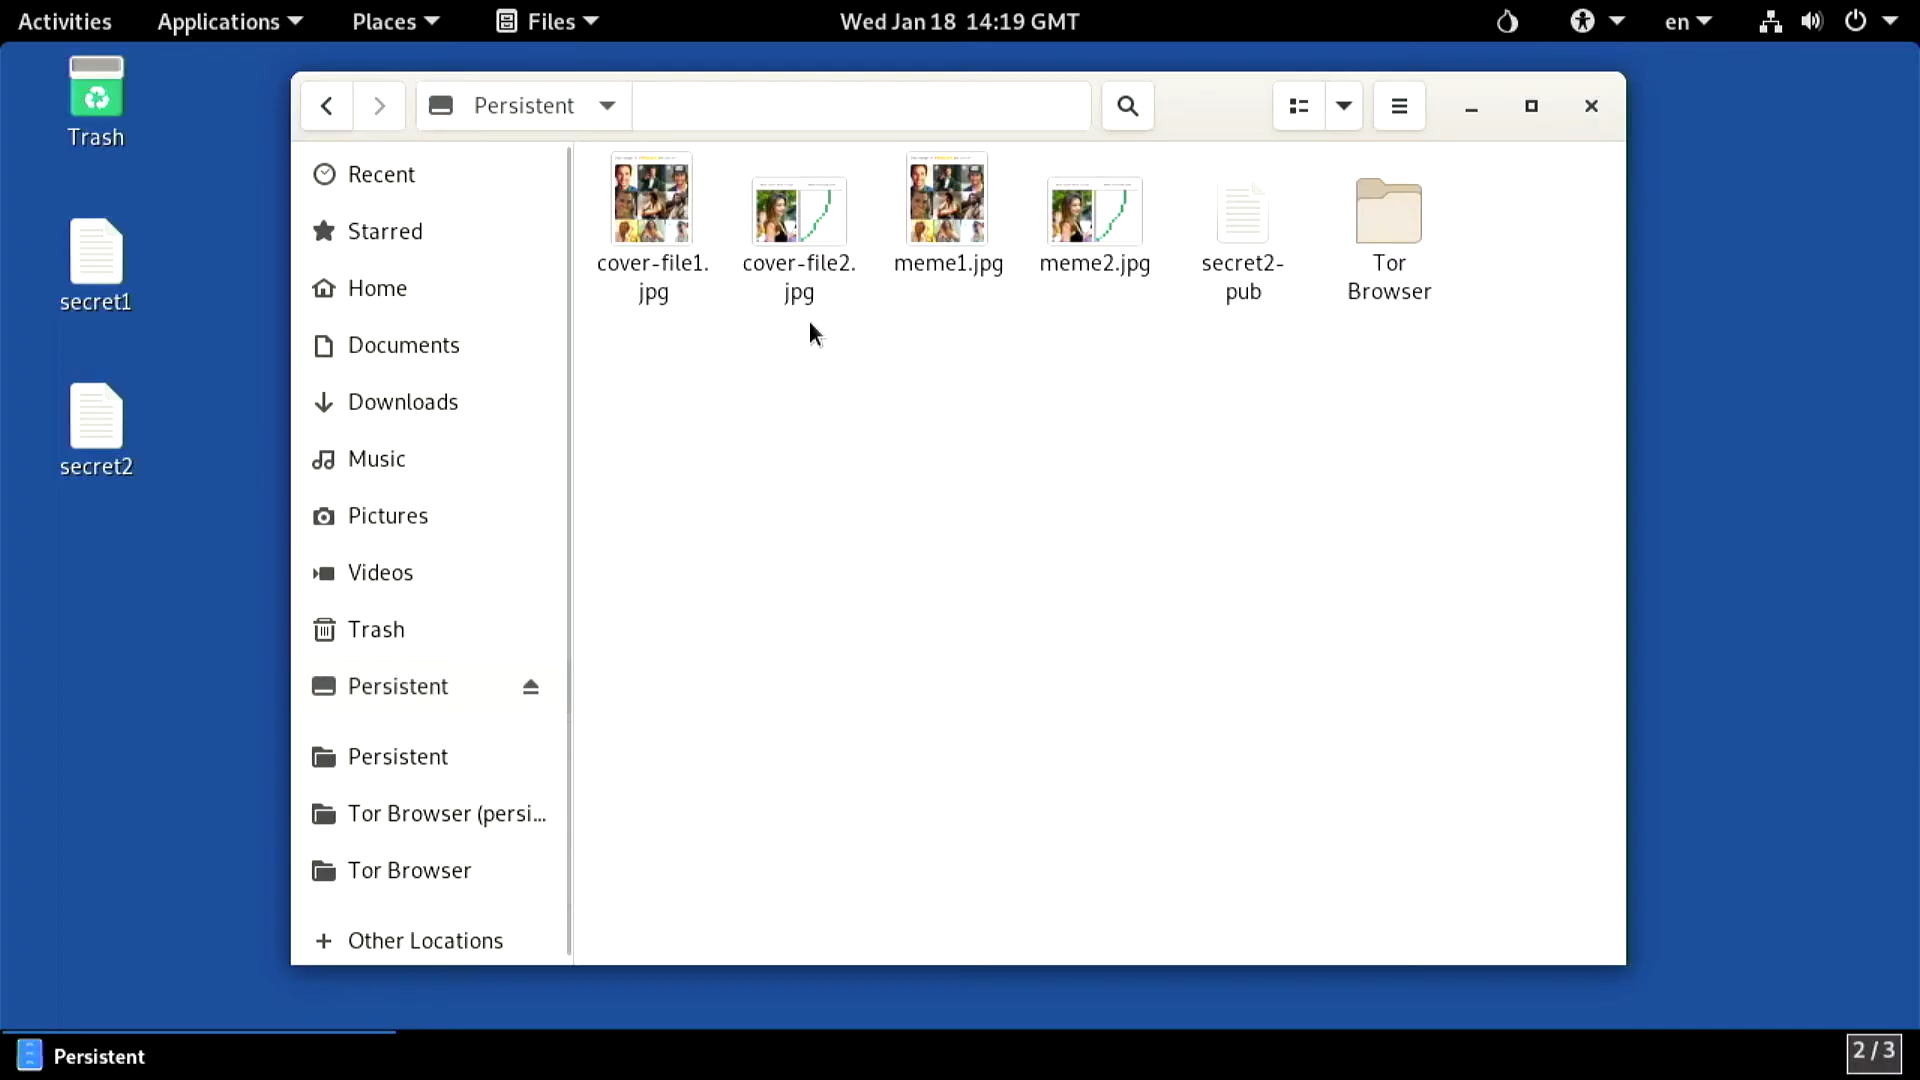 Activities Applications Places Files Wed Jan 18 14:19 GMT en
Trash
secret1
secret2
Persistent
Recent
Starred
Home
Documents
Downloads
Music
Pictures
Videos
Trash
Persistent
Persistent
Tor Browser (persi...
Tor Browser
Other Locations
cover-file1.
jpg
cover-file2.
jpg
meme1.jpg
meme2.jpg
secret2-
pub
Tor
Browser
Persistent
2 / 3